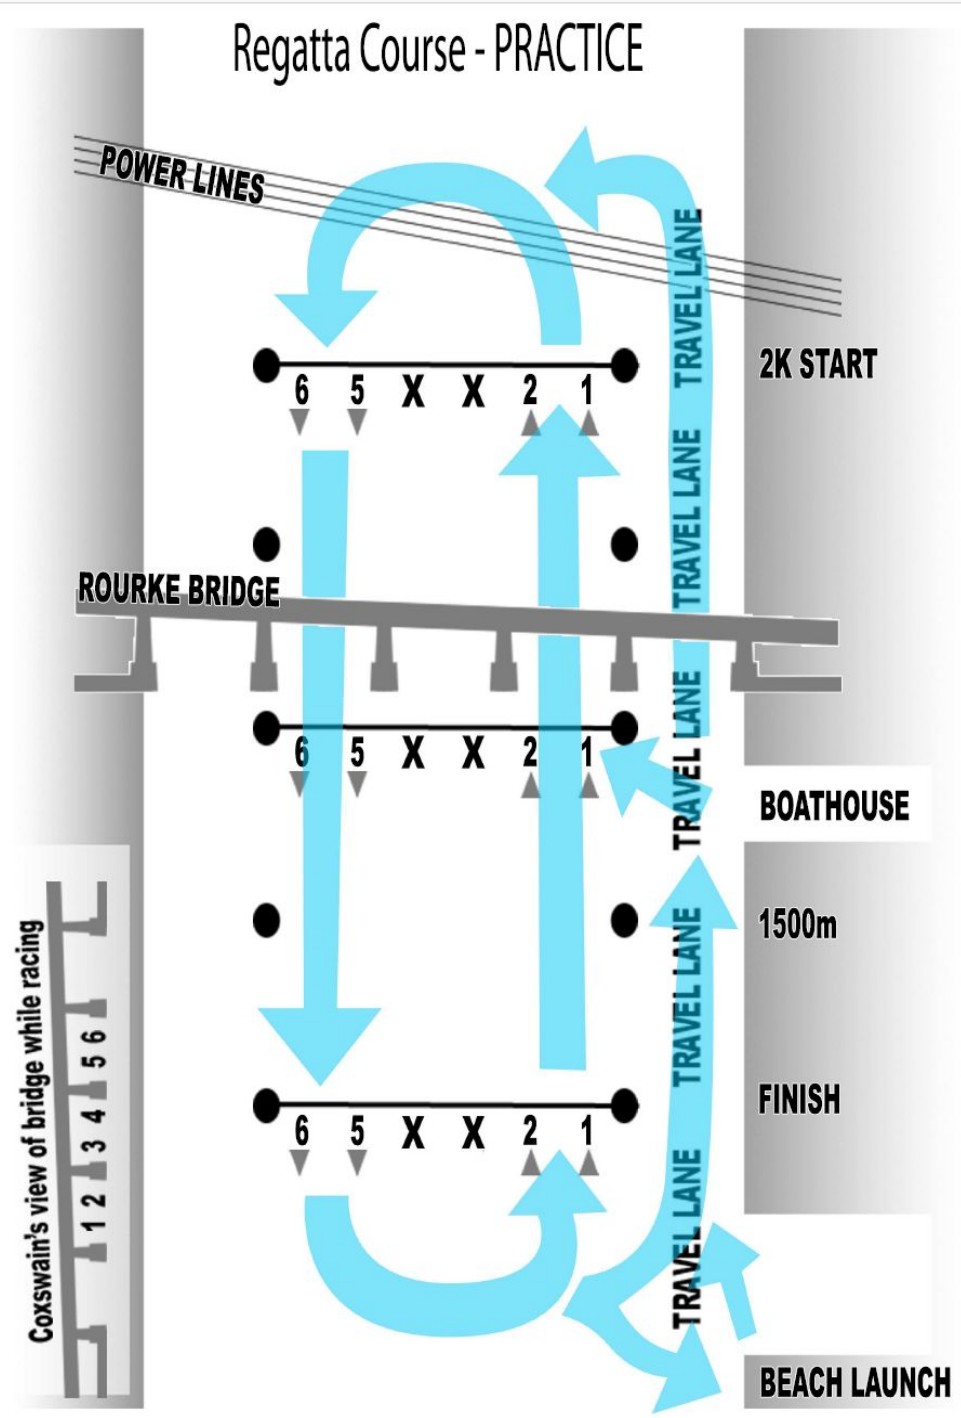 Regatta Course - PRACTICE
POWER LINES
TRAVEL LANE
2K START
6 5 X X 2 1
TRAVEL LANE
ROURKE BRIDGE
TRAVEL LANE
6 5 X X 2 1
BOATHOUSE
1500m
TRAVEL LANE
Coxswain's view of bridge while racing
1 2 3 4 5 6
FINISH
6 5 X X 2 1
TRAVEL LANE
BEACH LAUNCH